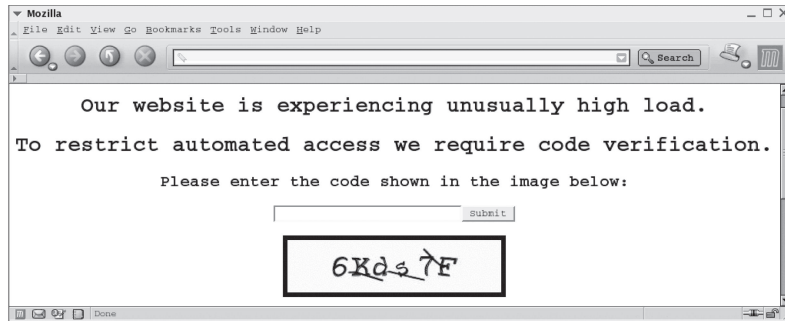 Mozilla
File Edit View Go Bookmarks Tools Window Help
Search
Our website is experiencing unusually high load.
To restrict automated access we require code verification.
Please enter the code shown in the image below:
Submit
6Kds7F
Done